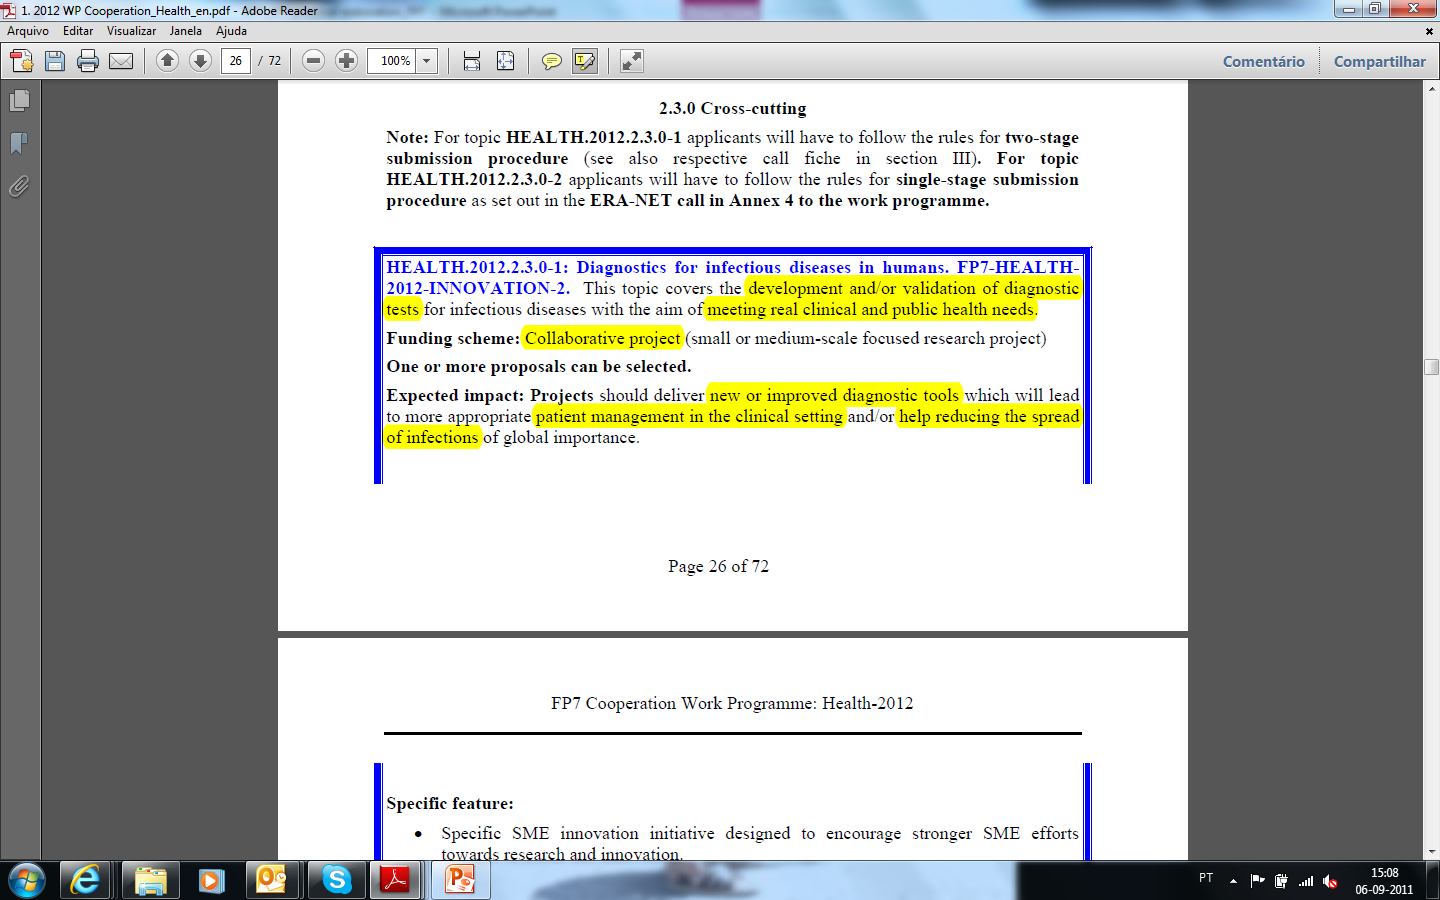 1. 2012 WP Cooperation_Health_en.pdf - Adobe Reader
Arquivo Editar Visualizar Janela Ajuda
26 / 72 100% Comentário Compartilhar
2.3.0 Cross-cutting
Note: For topic HEALTH.2012.2.3.0-1 applicants will have to follow the rules for two-stage
submission procedure (see also respective call fiche in section III). For topic
HEALTH.2012.2.3.0-2 applicants will have to follow the rules for single-stage submission
procedure as set out in the ERA-NET call in Annex 4 to the work programme.
HEALTH.2012.2.3.0-1: Diagnostics for infectious diseases in humans. FP7-HEALTH-
2012-INNOVATION-2. This topic covers the development and/or validation of diagnostic
tests for infectious diseases with the aim of meeting real clinical and public health needs.
Funding scheme: Collaborative project (small or medium-scale focused research project)
One or more proposals can be selected.
Expected impact: Projects should deliver new or improved diagnostic tools which will lead
to more appropriate patient management in the clinical setting and/or help reducing the spread
of infections of global importance.
Page 26 of 72
FP7 Cooperation Work Programme: Health-2012
Specific feature:
• Specific SME innovation initiative designed to encourage stronger SME efforts
towards research and innovation.
PT 15:08
06-09-2011